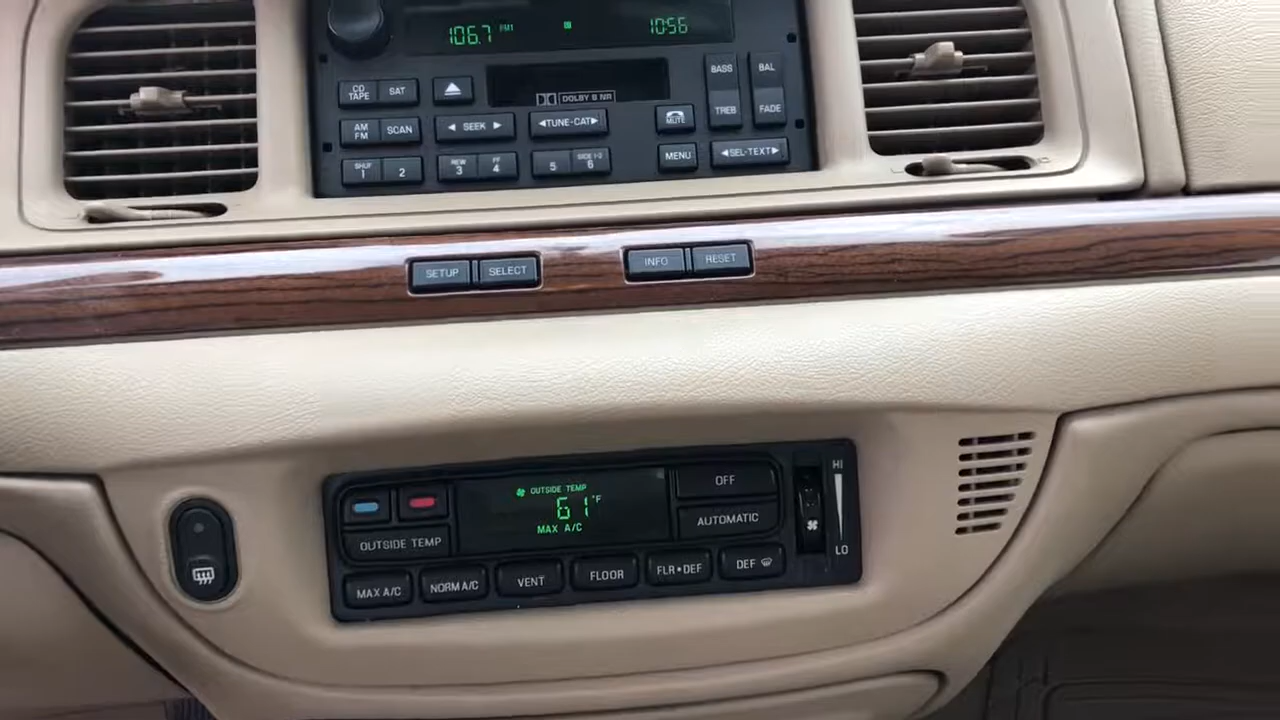 106.7 FM1 10:56
CD TAPE SAT
DOLBY B NR
BASS BAL
AM FM SCAN
◄ SEEK ►
◄TUNE-CAT►
MUTE
TREB FADE
SHUF 1 2
REW 3 FF 4
5 SIDE 1-2 6
MENU
◄SEL-TEXT►
SETUP SELECT
INFO RESET
OUTSIDE TEMP
61°F
MAX A/C
OFF
HI
OUTSIDE TEMP
AUTOMATIC
LO
MAX A/C NORM A/C VENT FLOOR FLR•DEF DEF